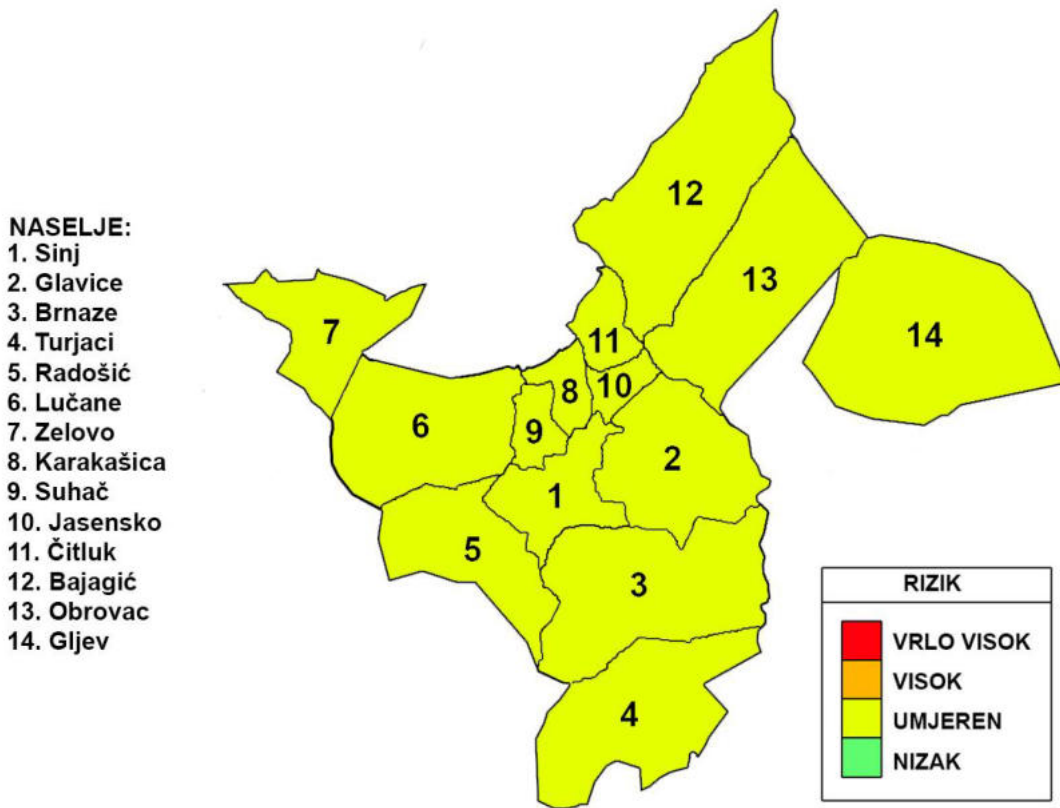 NASELJE:
1. Sinj
2. Glavice
3. Brnaze
4. Turjaci
5. Radošić
6. Lučane
7. Zelovo
8. Karakašica
9. Suhač
10. Jasensko
11. Čitluk
12. Bajagić
13. Obrovac
14. Gljev
12
13
14
7
11
10
8
6
9
2
1
5
3
4
RIZIK
VRLO VISOK
VISOK
UMJEREN
NIZAK